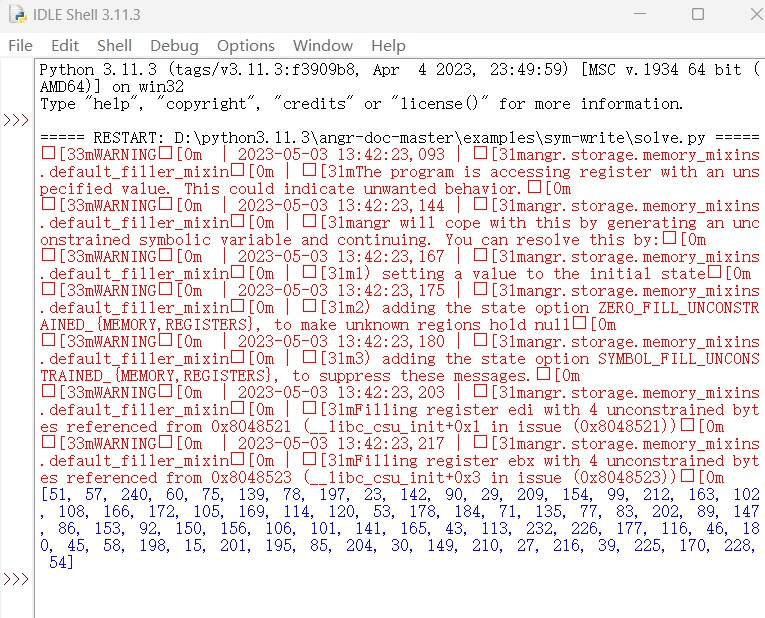 IDLE Shell 3.11.3
File Edit Shell Debug Options Window Help
Python 3.11.3 (tags/v3.11.3:f3909b8, Apr  4 2023, 23:49:59) [MSC v.1934 64 bit (
AMD64)] on win32
Type "help", "copyright", "credits" or "license()" for more information.
>>>
===== RESTART: D:\python3.11.3\angr-doc-master\examples\sym-write\solve.py =====
□[33mWARNING□[0m  | 2023-05-03 13:42:23,093 | □[31mangr.storage.memory_mixins
.default_filler_mixin□[0m | □[31mThe program is accessing register with an uns
pecified value. This could indicate unwanted behavior.□[0m
□[33mWARNING□[0m  | 2023-05-03 13:42:23,144 | □[31mangr.storage.memory_mixins
.default_filler_mixin□[0m | □[31mangr will cope with this by generating an unc
onstrained symbolic variable and continuing. You can resolve this by:□[0m
□[33mWARNING□[0m  | 2023-05-03 13:42:23,167 | □[31mangr.storage.memory_mixins
.default_filler_mixin□[0m | □[31m1) setting a value to the initial state□[0m
□[33mWARNING□[0m  | 2023-05-03 13:42:23,175 | □[31mangr.storage.memory_mixins
.default_filler_mixin□[0m | □[31m2) adding the state option ZERO_FILL_UNCONSTR
AINED_{MEMORY,REGISTERS}, to make unknown regions hold null□[0m
□[33mWARNING□[0m  | 2023-05-03 13:42:23,180 | □[31mangr.storage.memory_mixins
.default_filler_mixin□[0m | □[31m3) adding the state option SYMBOL_FILL_UNCONS
TRAINED_{MEMORY,REGISTERS}, to suppress these messages.□[0m
□[33mWARNING□[0m  | 2023-05-03 13:42:23,203 | □[31mangr.storage.memory_mixins
.default_filler_mixin□[0m | □[31mFilling register edi with 4 unconstrained byt
es referenced from 0x8048521 (__libc_csu_init+0x1 in issue (0x8048521))□[0m
□[33mWARNING□[0m  | 2023-05-03 13:42:23,217 | □[31mangr.storage.memory_mixins
.default_filler_mixin□[0m | □[31mFilling register ebx with 4 unconstrained byt
es referenced from 0x8048523 (__libc_csu_init+0x3 in issue (0x8048523))□[0m
[51, 57, 240, 60, 75, 139, 78, 197, 23, 142, 90, 29, 209, 154, 99, 212, 163, 102
, 108, 166, 172, 105, 169, 114, 120, 53, 178, 184, 71, 135, 77, 83, 202, 89, 147
, 86, 153, 92, 150, 156, 106, 101, 141, 165, 43, 113, 232, 226, 177, 116, 46, 18
0, 45, 58, 198, 15, 201, 195, 85, 204, 30, 149, 210, 27, 216, 39, 225, 170, 228,
54]
>>>